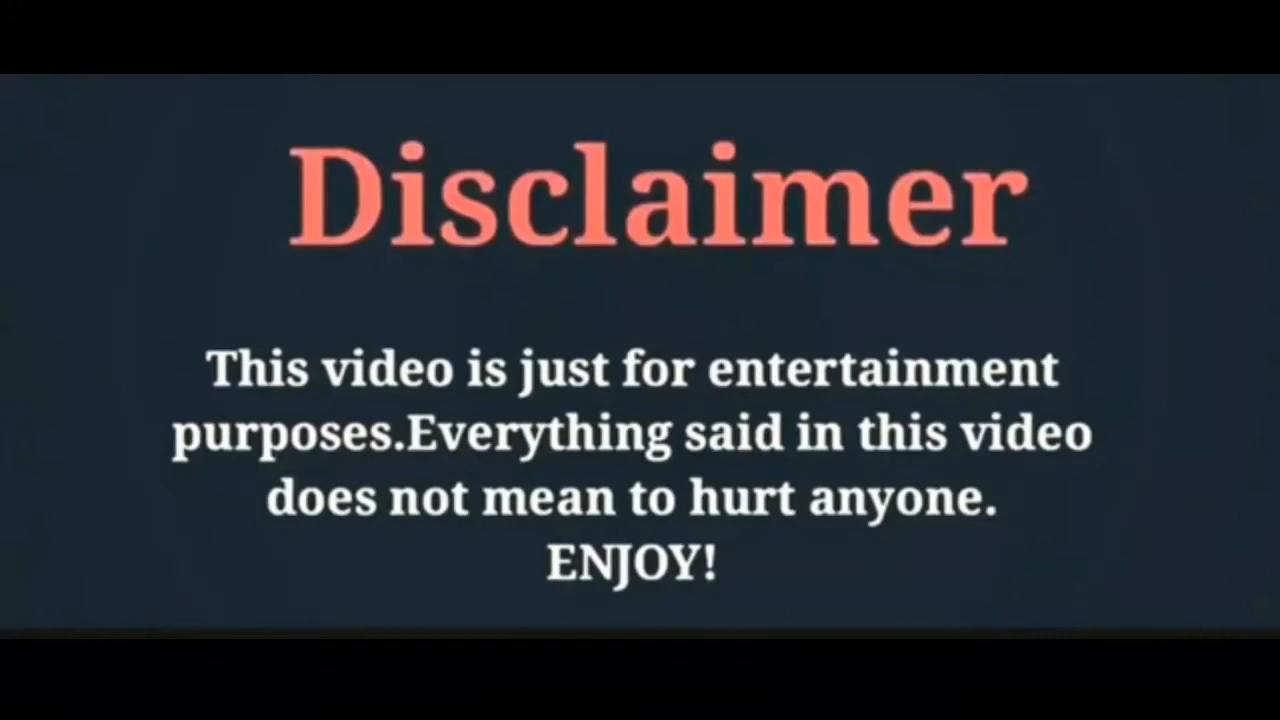 Disclaimer
This video is just for entertainment
purposes.Everything said in this video
does not mean to hurt anyone.
ENJOY!